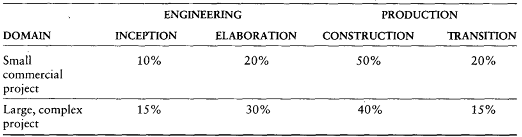 ENGINEERING PRODUCTION
DOMAIN INCEPTION ELABORATION CONSTRUCTION TRANSITION
Small 10% 20% 50% 20%
commercial
project
Large, complex 15% 30% 40% 15%
project